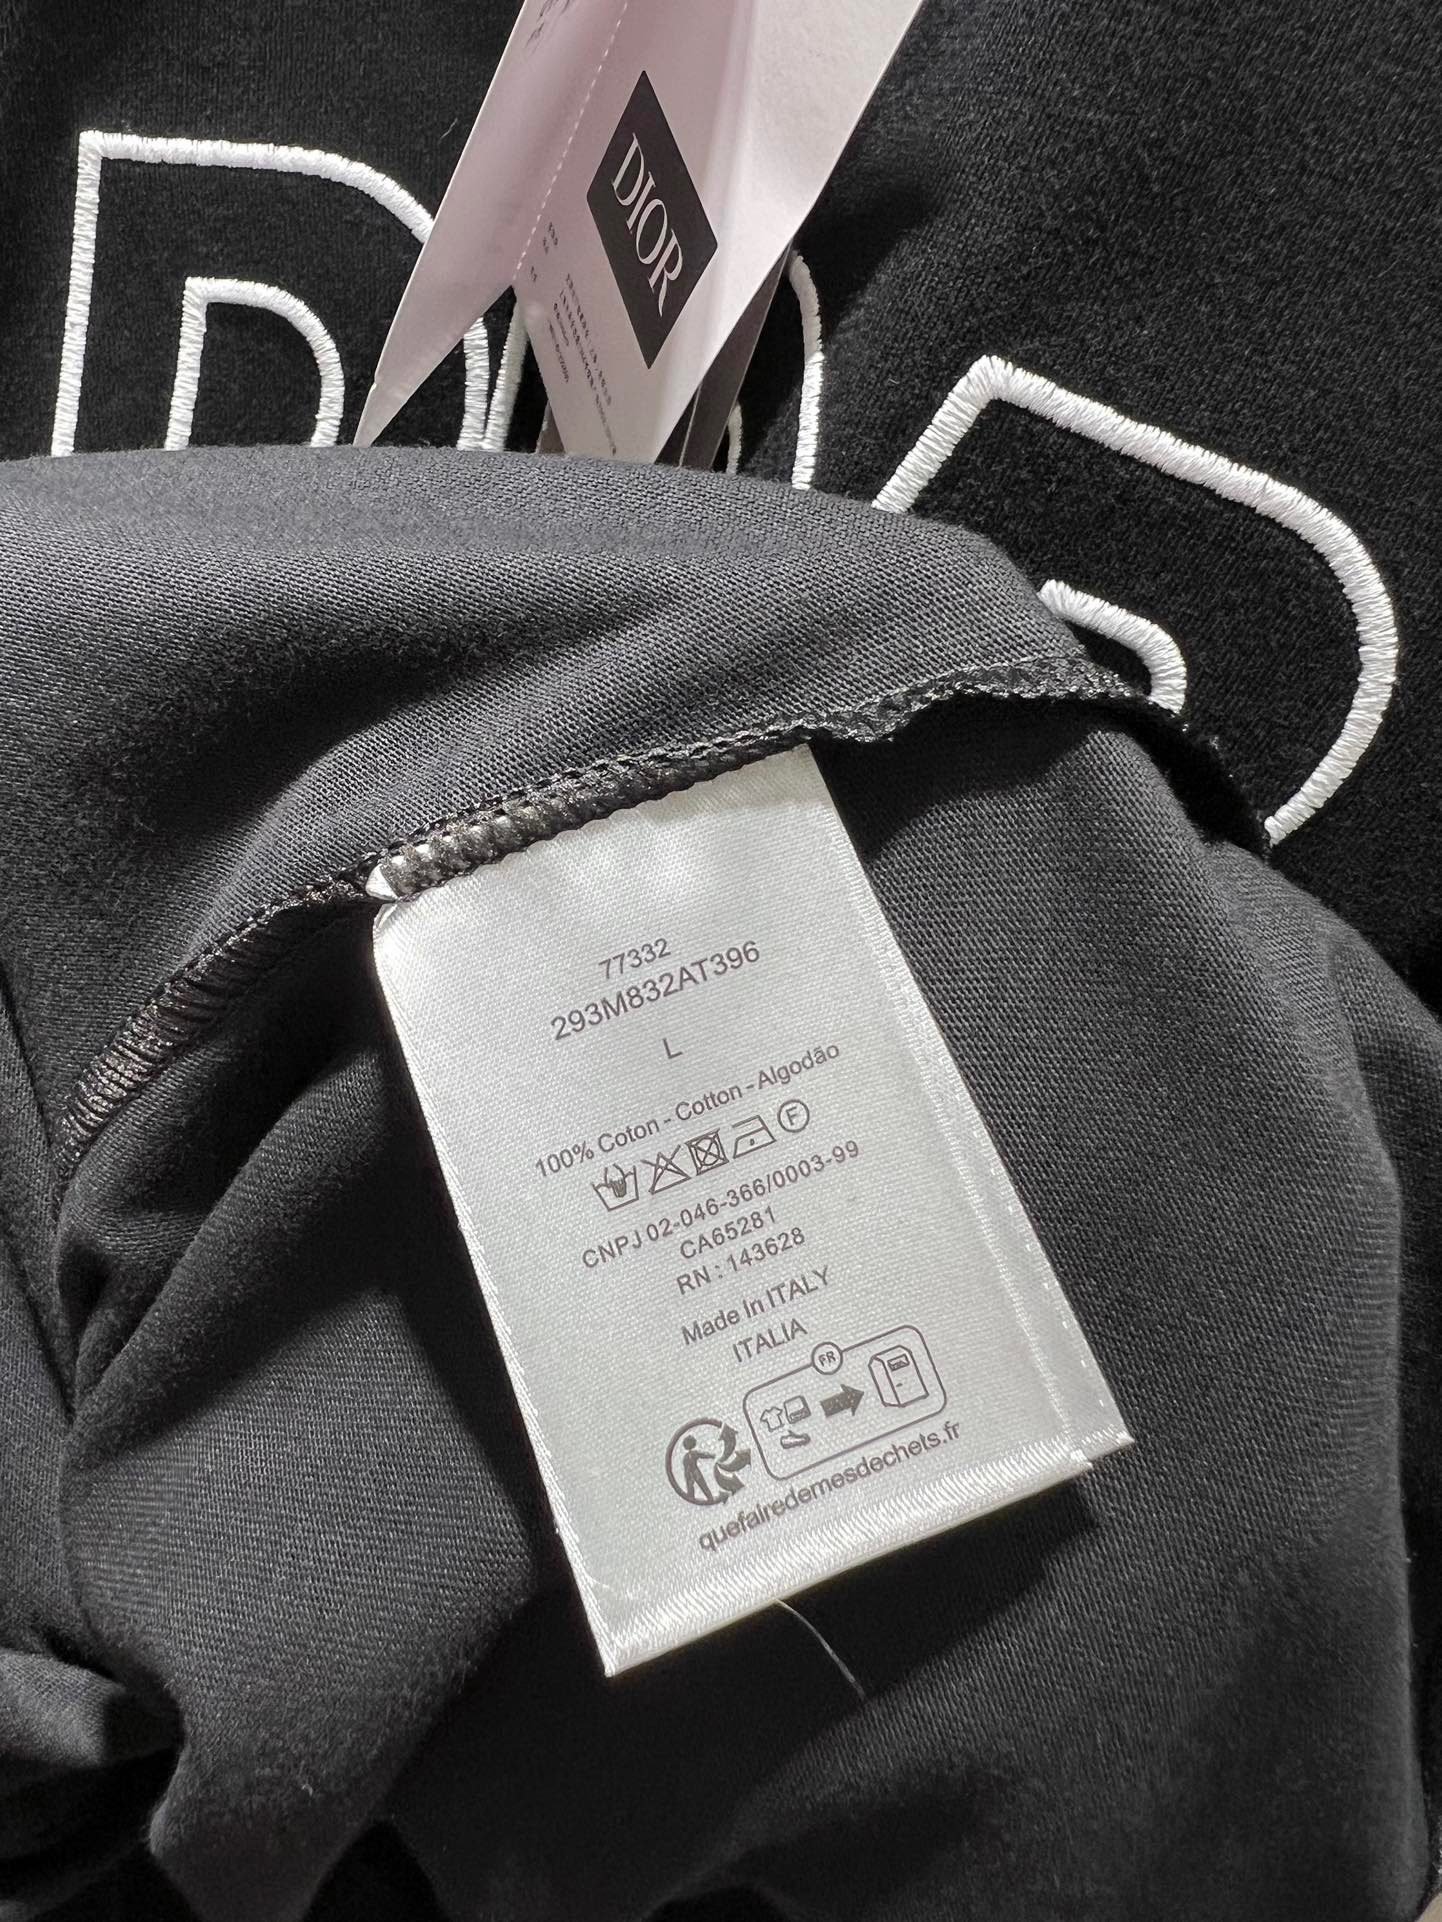 DIOR
77332
293M832AT396
L
100% Coton - Cotton - Algodão
F
CNPJ 02-046-366/0003-99
CA65281
RN : 143628
Made In ITALY
ITALIA
FR
quefairedemesdechets.fr